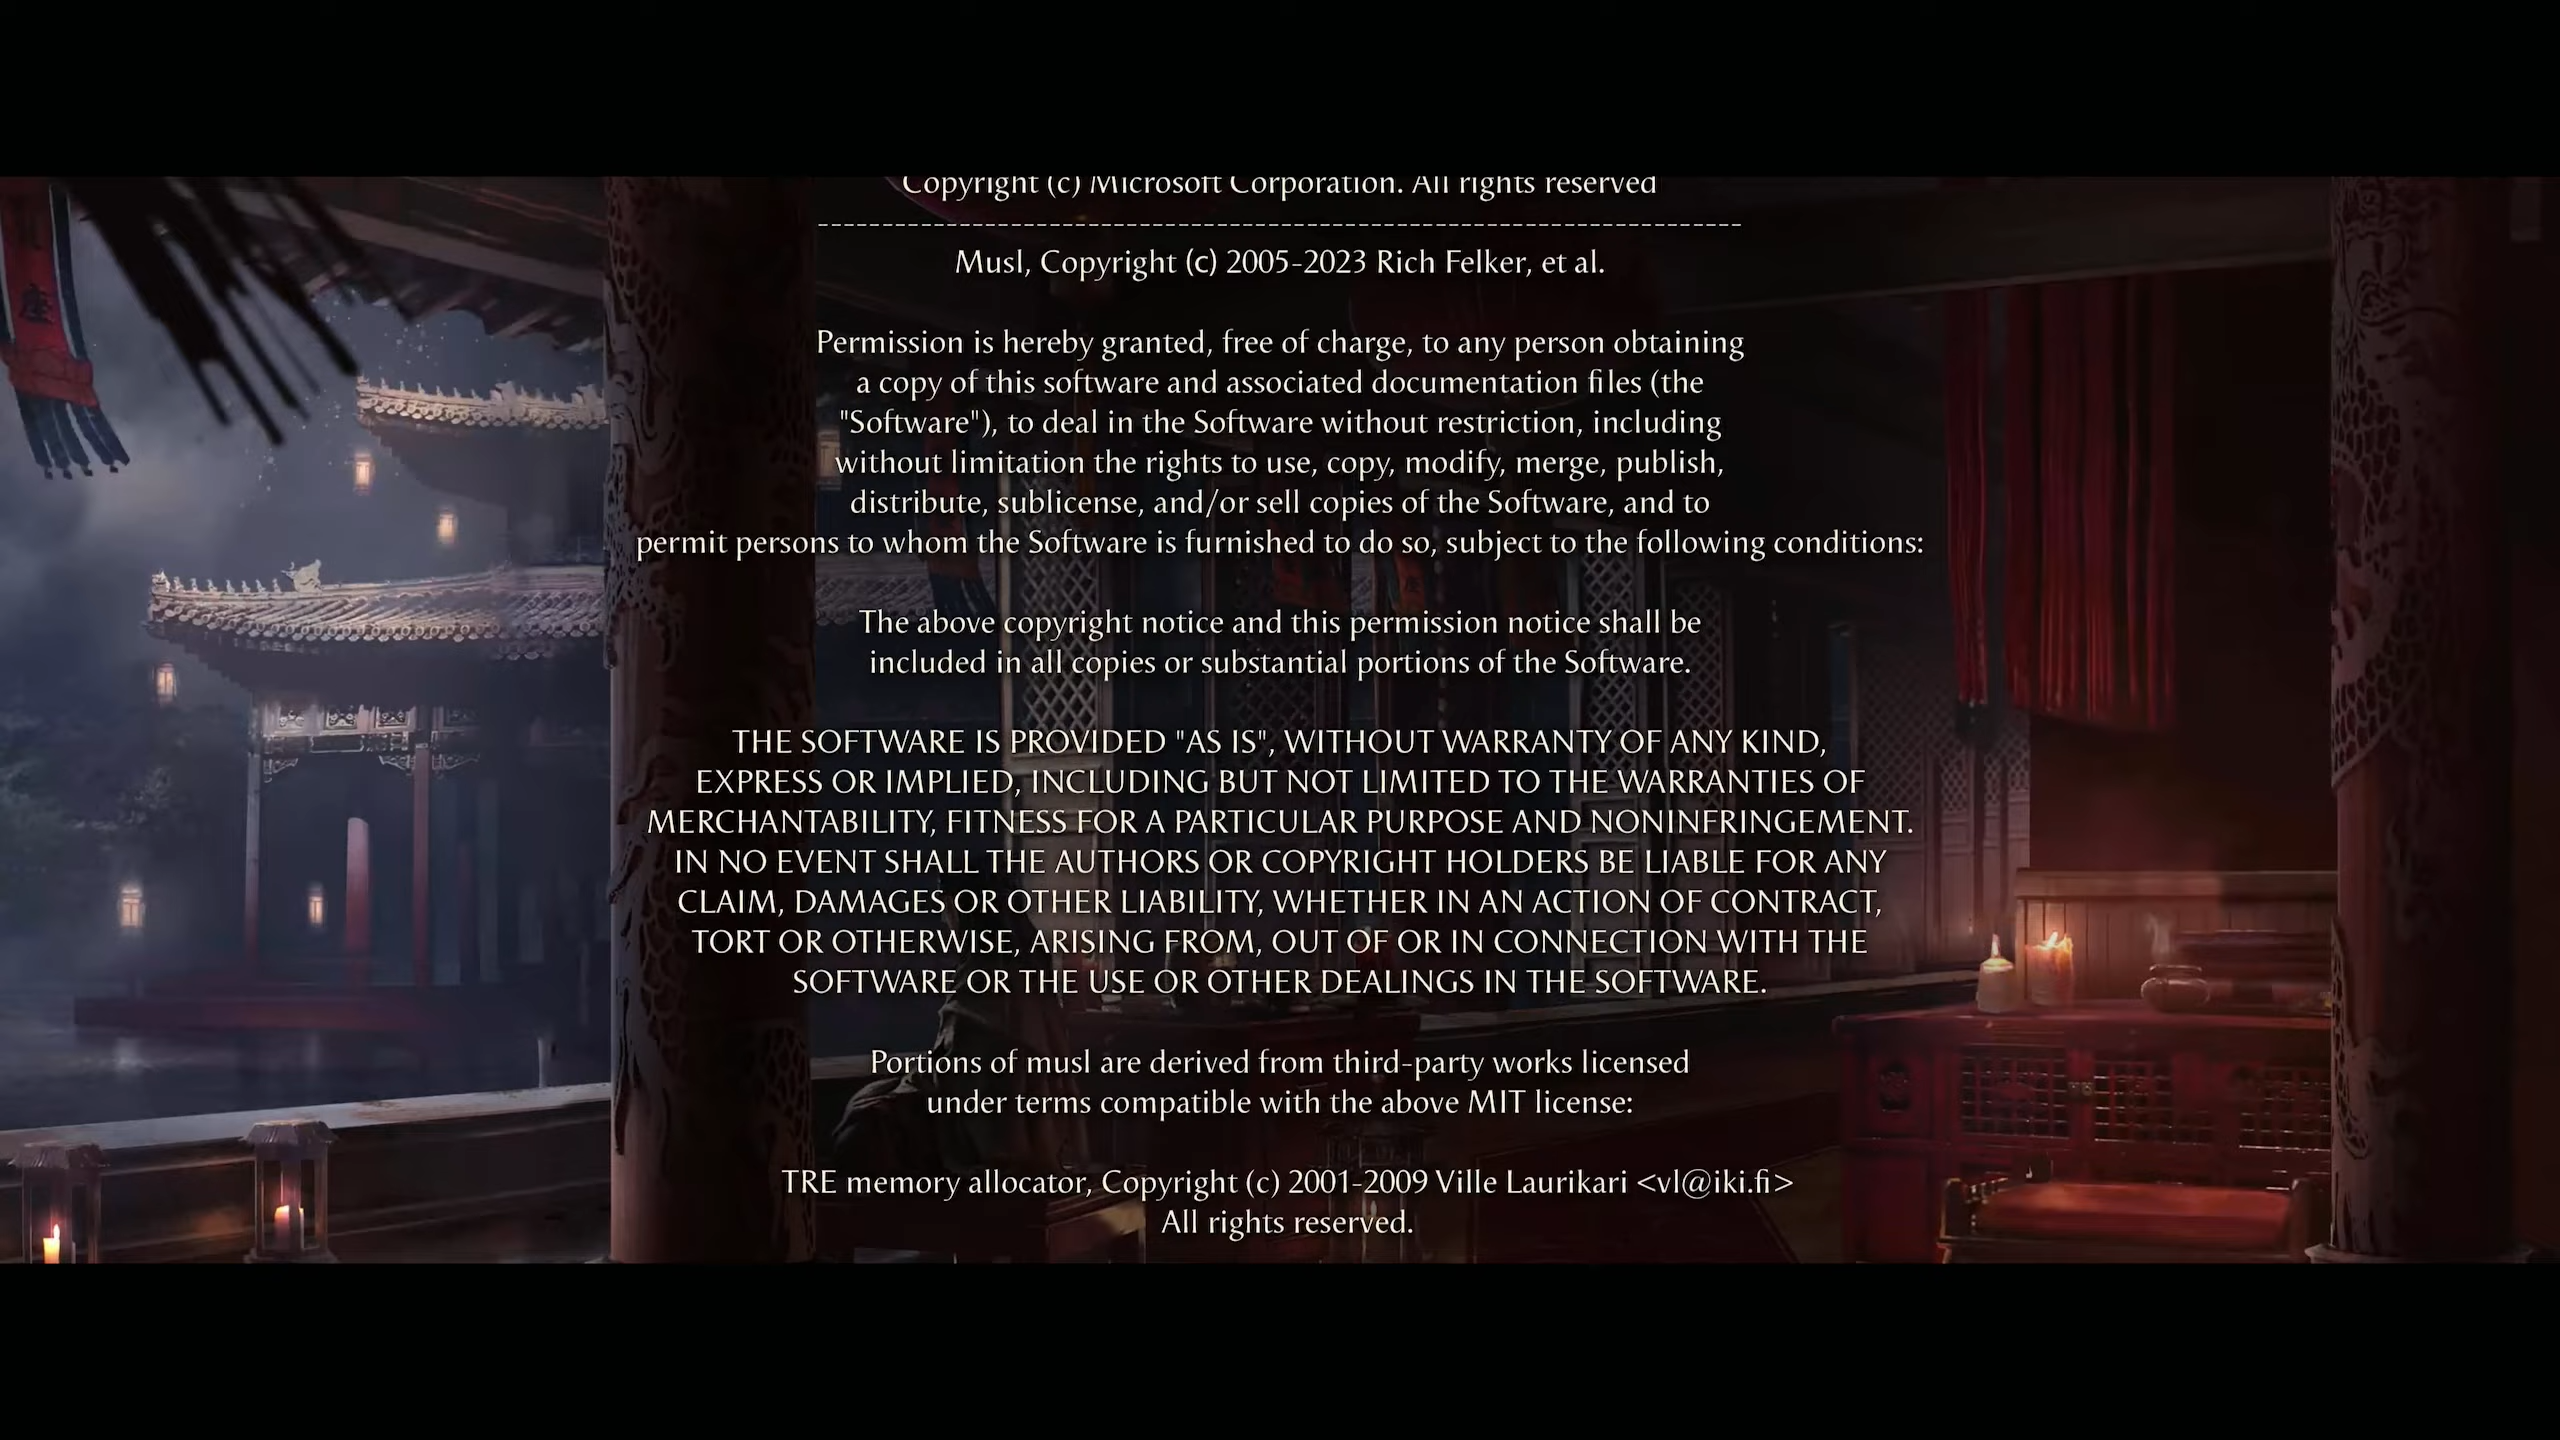 Copyright (c) Microsoft Corporation. All rights reserved
------------------------------------------------------------------------
Musl, Copyright (c) 2005-2023 Rich Felker, et al.
Permission is hereby granted, free of charge, to any person obtaining
a copy of this software and associated documentation files (the
"Software"), to deal in the Software without restriction, including
without limitation the rights to use, copy, modify, merge, publish,
distribute, sublicense, and/or sell copies of the Software, and to
permit persons to whom the Software is furnished to do so, subject to the following conditions:
The above copyright notice and this permission notice shall be
included in all copies or substantial portions of the Software.
THE SOFTWARE IS PROVIDED "AS IS", WITHOUT WARRANTY OF ANY KIND,
EXPRESS OR IMPLIED, INCLUDING BUT NOT LIMITED TO THE WARRANTIES OF
MERCHANTABILITY, FITNESS FOR A PARTICULAR PURPOSE AND NONINFRINGEMENT.
IN NO EVENT SHALL THE AUTHORS OR COPYRIGHT HOLDERS BE LIABLE FOR ANY
CLAIM, DAMAGES OR OTHER LIABILITY, WHETHER IN AN ACTION OF CONTRACT,
TORT OR OTHERWISE, ARISING FROM, OUT OF OR IN CONNECTION WITH THE
SOFTWARE OR THE USE OR OTHER DEALINGS IN THE SOFTWARE.
Portions of musl are derived from third-party works licensed
under terms compatible with the above MIT license:
TRE memory allocator, Copyright (c) 2001-2009 Ville Laurikari <vl@iki.fi>
All rights reserved.